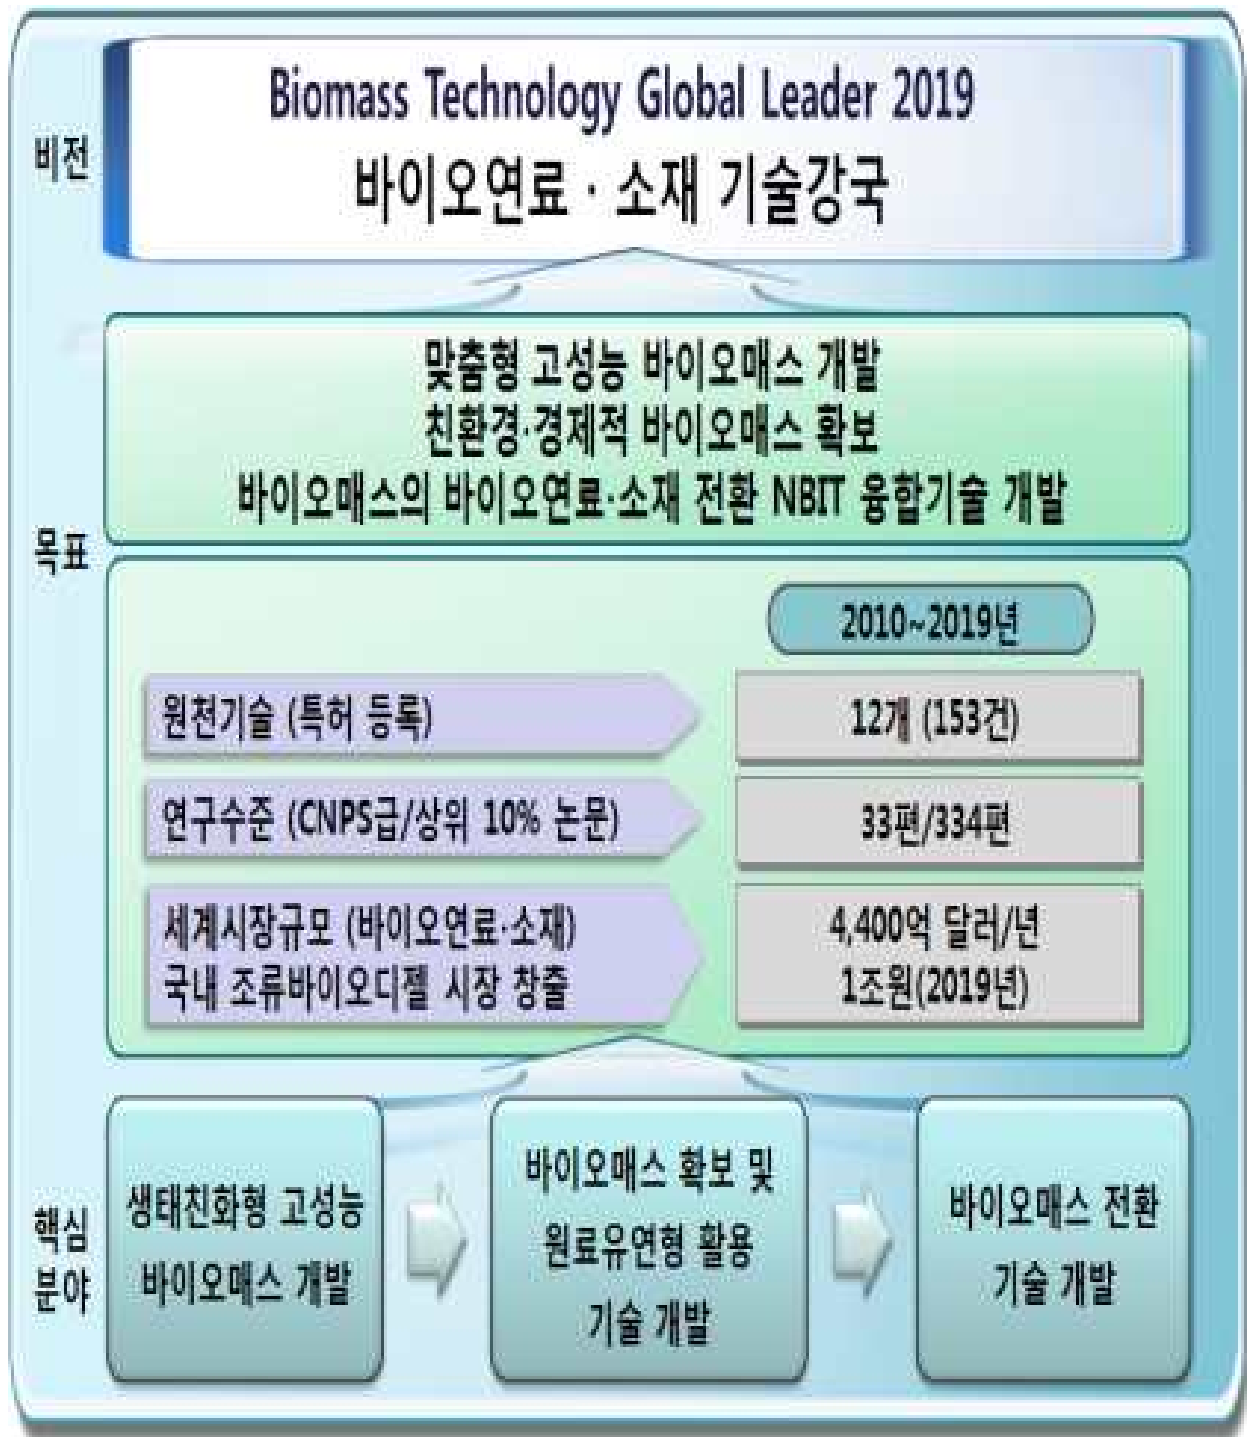 비전
Biomass Technology Global Leader 2019
바이오연료 · 소재 기술강국
목표
맞춤형 고성능 바이오매스 개발
친환경·경제적 바이오매스 확보
바이오매스의 바이오연료·소재 전환 NBIT 융합기술 개발
2010~2019년
원천기술 (특허 등록)
12개 (153건)
연구수준 (CNPS급/상위 10% 논문)
33편/334편
세계시장규모 (바이오연료·소재)
국내 조류바이오디젤 시장 창출
4,400억 달러/년
1조원(2019년)
핵심
분야
생태친화형 고성능
바이오매스 개발
바이오매스 확보 및
원료유연형 활용
기술 개발
바이오매스 전환
기술 개발